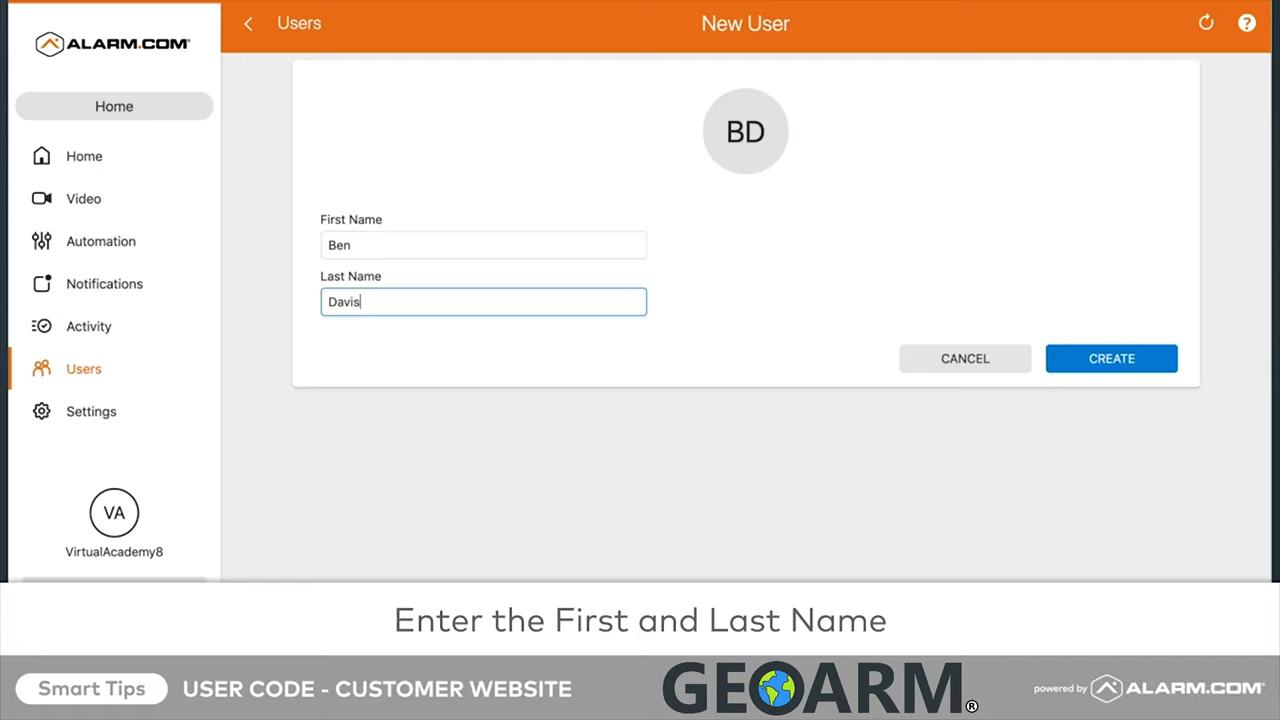 ALARM.COM
Home
Home
Video
Automation
Notifications
Activity
Users
Settings
VA
VirtualAcademy8
Users
New User
?
BD
First Name
Ben
Last Name
Davis
CANCEL
CREATE
Enter the First and Last Name
Smart Tips
USER CODE - CUSTOMER WEBSITE
GEOARM®
powered by ALARM.COM®